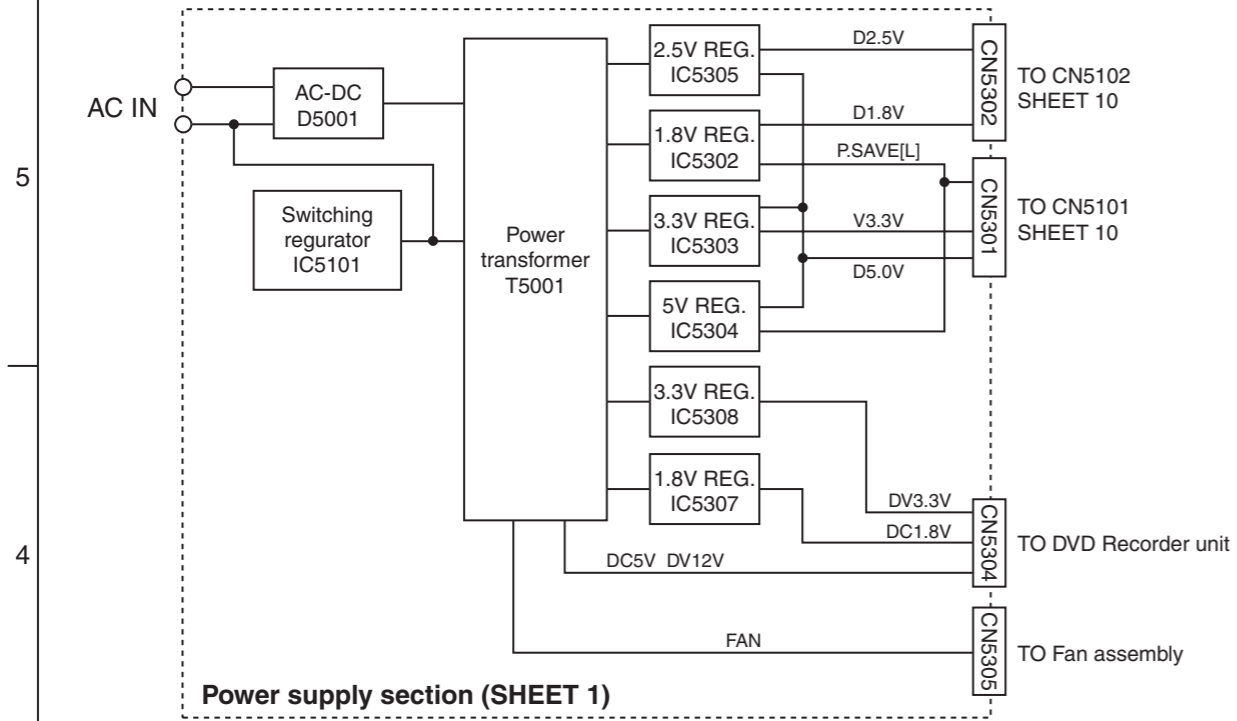 AC IN
AC-DC
D5001
Switching
regurator
IC5101
Power
transformer
T5001
2.5V REG.
IC5305
1.8V REG.
IC5302
3.3V REG.
IC5303
5V REG.
IC5304
3.3V REG.
IC5308
1.8V REG.
IC5307
D2.5V
D1.8V
P.SAVE[L]
V3.3V
D5.0V
DV3.3V
DC1.8V
DC5V DV12V
FAN
CN5302
TO CN5102
SHEET 10
CN5301
TO CN5101
SHEET 10
CN5304
TO DVD Recorder unit
CN5305
TO Fan assembly
5
4
Power supply section (SHEET 1)